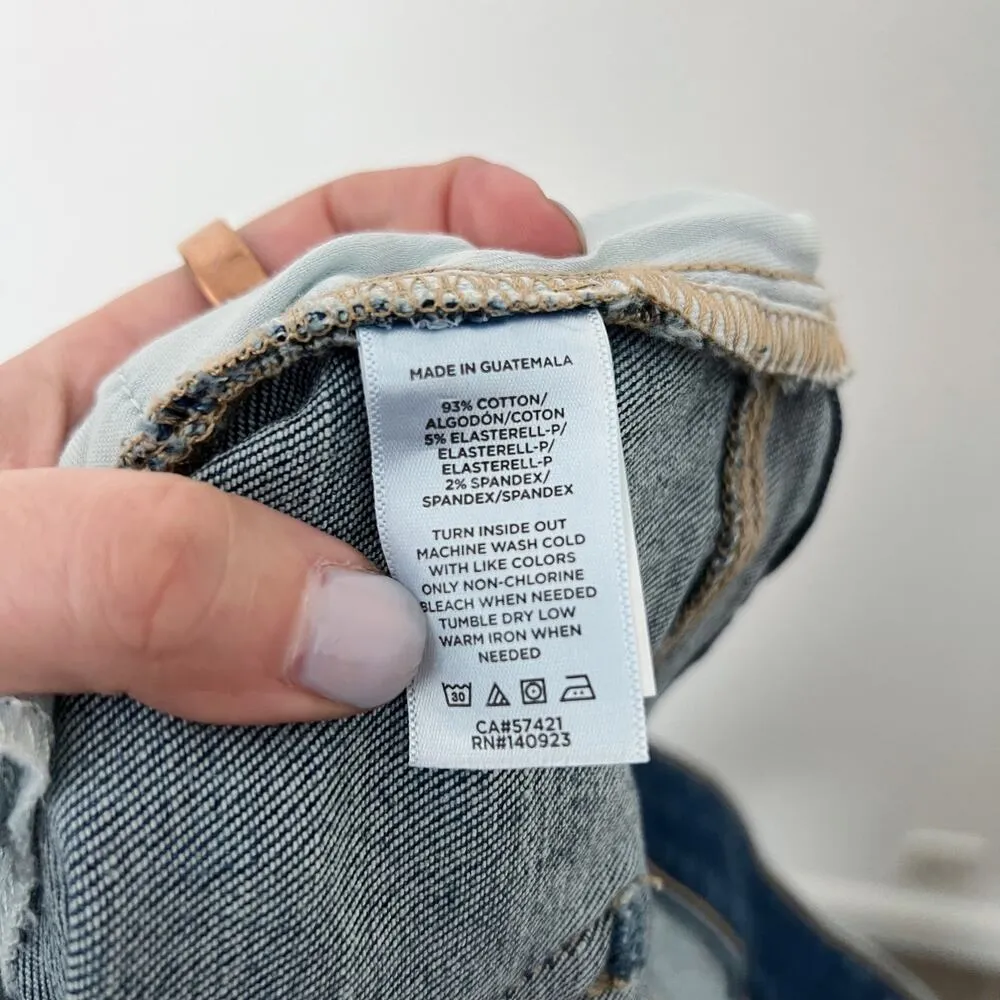 MADE IN GUATEMALA
93% COTTON/
ALGODÓN/COTON
5% ELASTERELL-P/
ELASTERELL-P/
ELASTERELL-P
2% SPANDEX/
SPANDEX/SPANDEX
TURN INSIDE OUT
MACHINE WASH COLD
WITH LIKE COLORS
ONLY NON-CHLORINE
BLEACH WHEN NEEDED
TUMBLE DRY LOW
WARM IRON WHEN
NEEDED
30
CA#57421
RN#140923